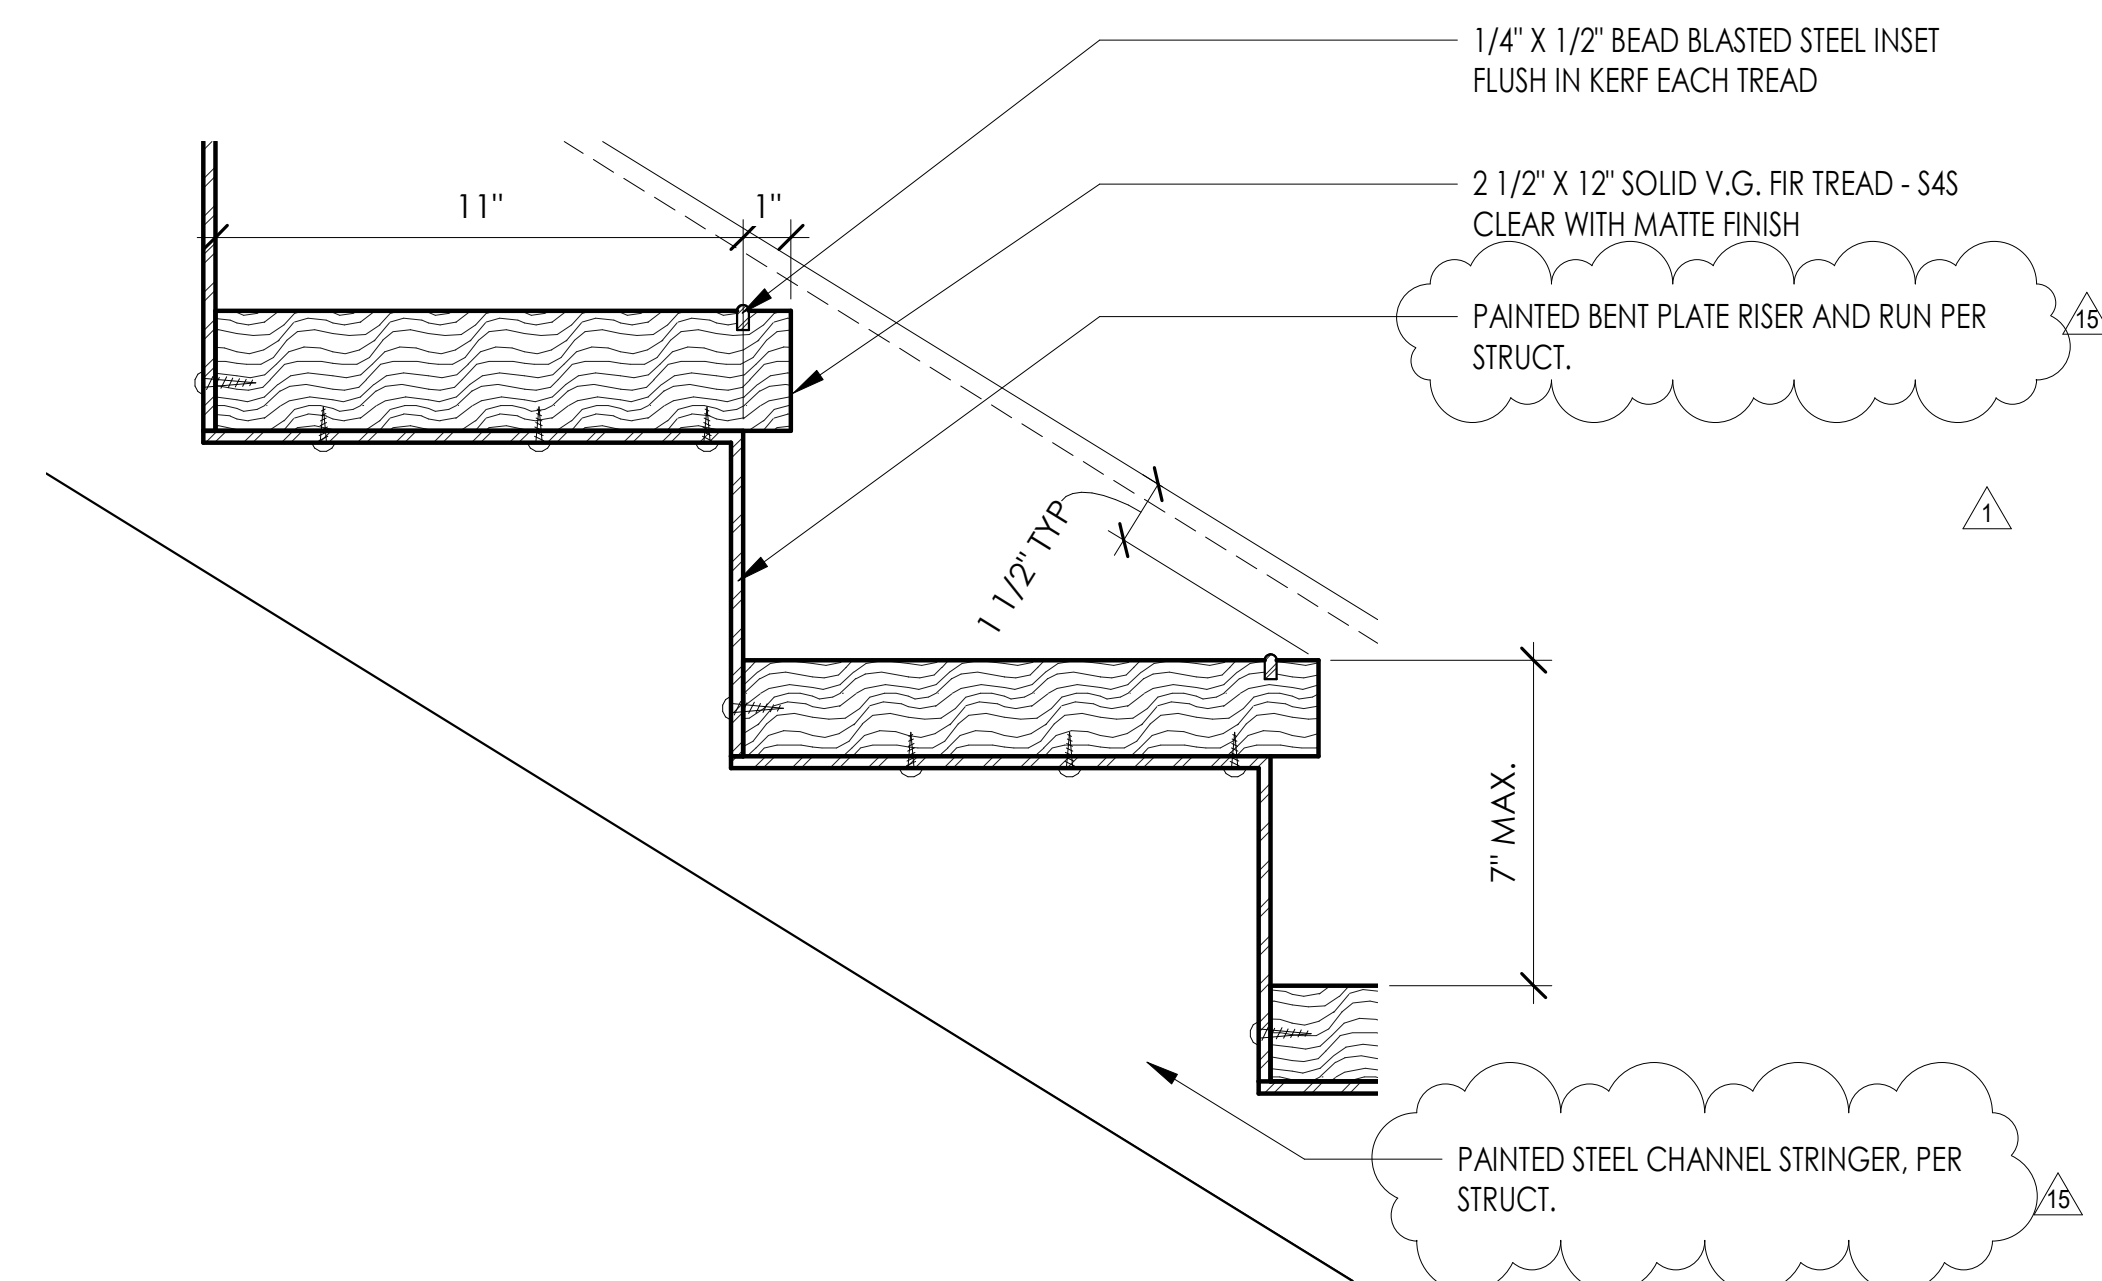 1/4" X 1/2" BEAD BLASTED STEEL INSET
FLUSH IN KERF EACH TREAD
2 1/2" X 12" SOLID V.G. FIR TREAD - S4S
CLEAR WITH MATTE FINISH
11"
1"
PAINTED BENT PLATE RISER AND RUN PER
STRUCT.
15
1
1 1/2" TYP
7" MAX.
PAINTED STEEL CHANNEL STRINGER, PER
STRUCT.
15